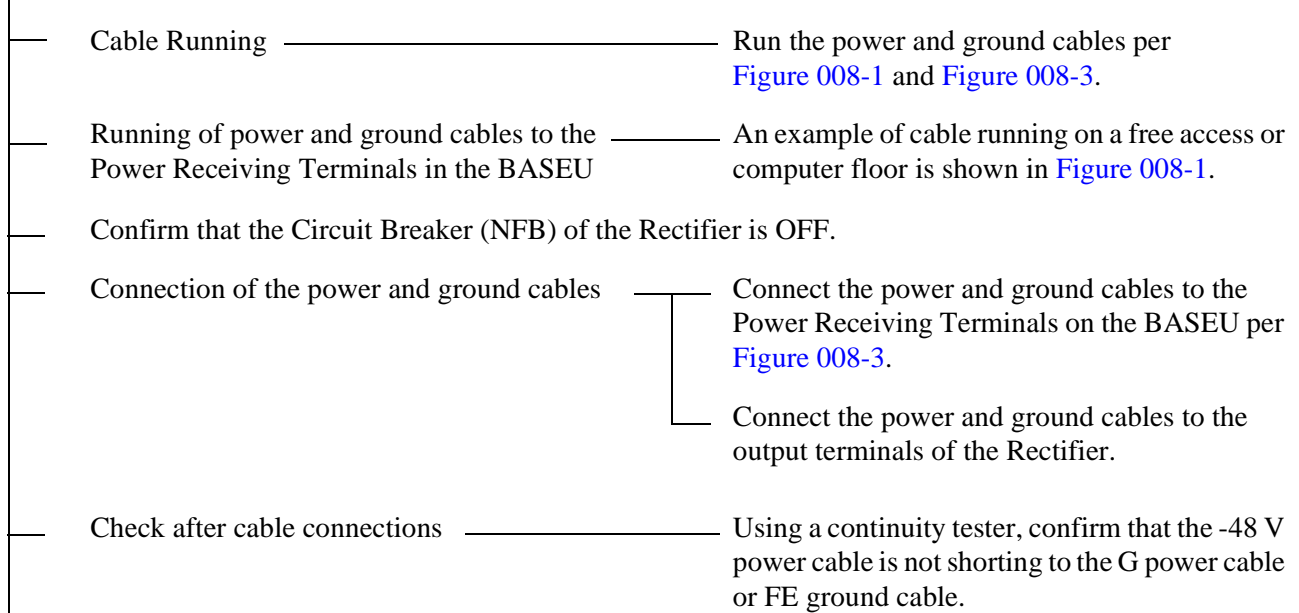 Cable Running
Run the power and ground cables per
Figure 008-1 and Figure 008-3.
Running of power and ground cables to the
Power Receiving Terminals in the BASEU
An example of cable running on a free access or
computer floor is shown in Figure 008-1.
Confirm that the Circuit Breaker (NFB) of the Rectifier is OFF.
Connection of the power and ground cables
Connect the power and ground cables to the
Power Receiving Terminals on the BASEU per
Figure 008-3.
Connect the power and ground cables to the
output terminals of the Rectifier.
Check after cable connections
Using a continuity tester, confirm that the -48 V
power cable is not shorting to the G power cable
or FE ground cable.